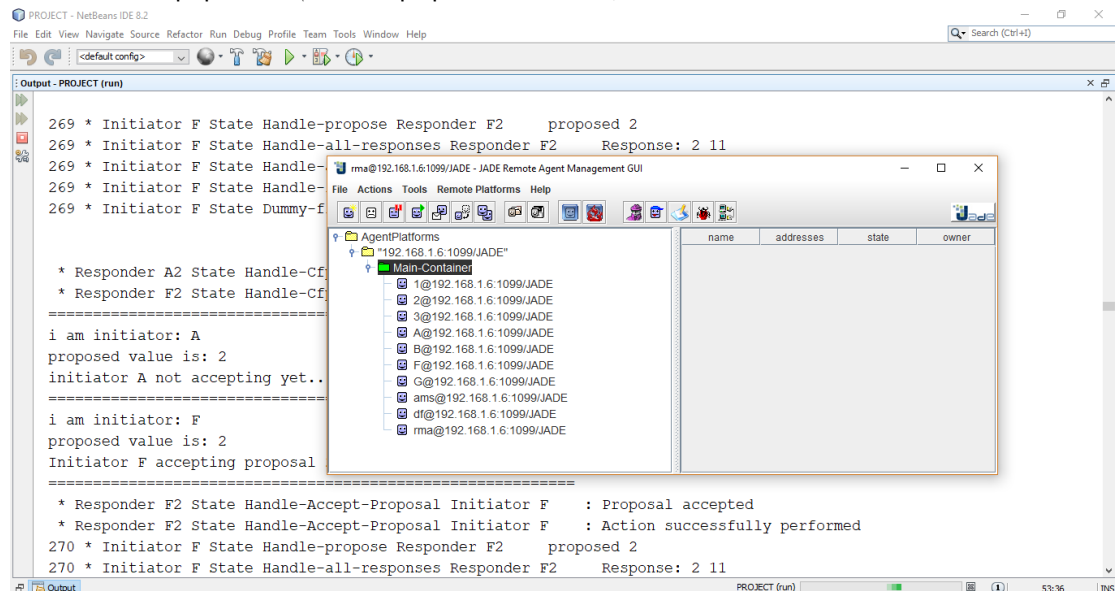 PROJECT - NetBeans IDE 8.2
File Edit View Navigate Source Refactor Run Debug Profile Team Tools Window Help
Search (Ctrl+I)
<default config>
Output - PROJECT (run)
269 * Initiator F State Handle-propose Responder F2 proposed 2
269 * Initiator F State Handle-all-responses Responder F2 Response: 2 11
269 * Initiator F State Handle-
269 * Initiator F State Handle-
269 * Initiator F State Dummy-f
* Responder A2 State Handle-Cf
* Responder F2 State Handle-Cf
==============================
i am initiator: A
proposed value is: 2
initiator A not accepting yet..
==============================
i am initiator: F
proposed value is: 2
Initiator F accepting proposal
============================================================
* Responder F2 State Handle-Accept-Proposal Initiator F : Proposal accepted
* Responder F2 State Handle-Accept-Proposal Initiator F : Action successfully performed
270 * Initiator F State Handle-propose Responder F2 proposed 2
270 * Initiator F State Handle-all-responses Responder F2 Response: 2 11
rma@192.168.1.6:1099/JADE - JADE Remote Agent Management GUI
File Actions Tools Remote Platforms Help
Jade
AgentPlatforms
"192.168.1.6:1099/JADE"
Main-Container
1@192.168.1.6:1099/JADE
2@192.168.1.6:1099/JADE
3@192.168.1.6:1099/JADE
A@192.168.1.6:1099/JADE
B@192.168.1.6:1099/JADE
F@192.168.1.6:1099/JADE
G@192.168.1.6:1099/JADE
ams@192.168.1.6:1099/JADE
df@192.168.1.6:1099/JADE
rma@192.168.1.6:1099/JADE
name addresses state owner
Output
PROJECT (run) 1 53:36 INS